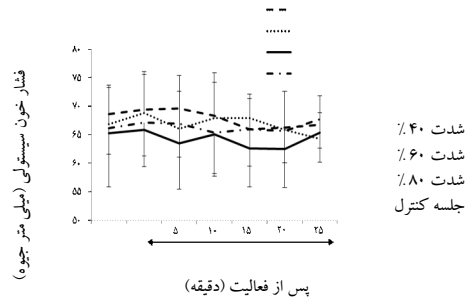 فشار خون سیستولی (میلی متر جیوه)
۸۰
۷۵
۷۰
۶۵
۶۰
۵۵
۵۰
۵
۱۰
۱۵
۲۰
۲۵
پس از فعالیت (دقیقه)
شدت ۴۰٪
شدت ۶۰٪
شدت ۸۰٪
جلسه کنترل